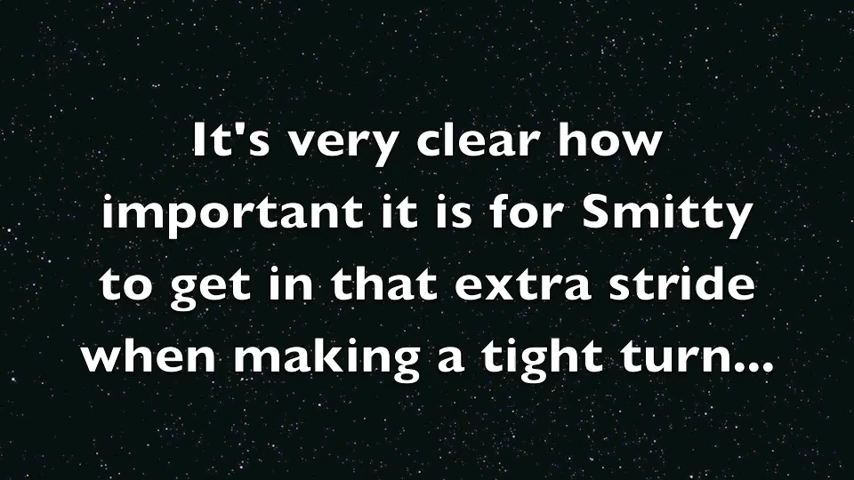 It's very clear how
important it is for Smitty
to get in that extra stride
when making a tight turn...